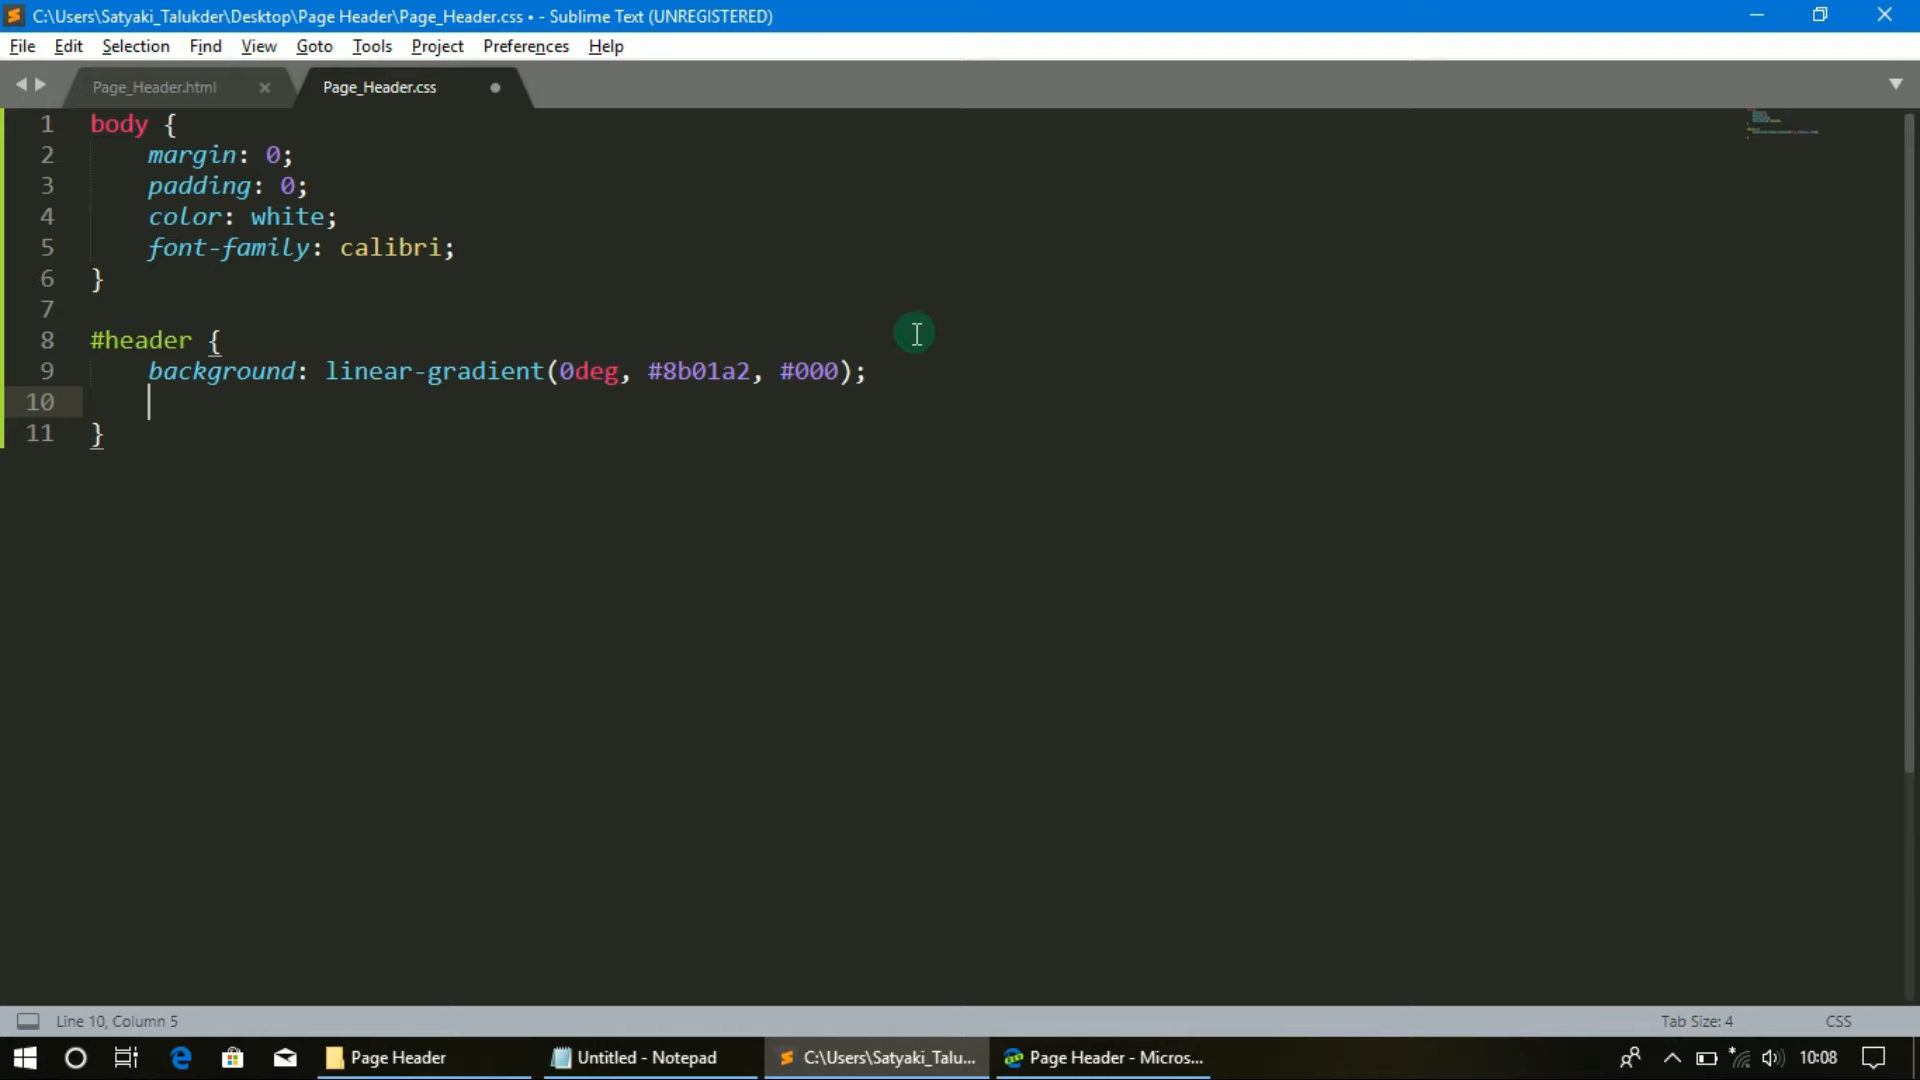 C:\Users\Satyaki_Talukder\Desktop\Page Header\Page_Header.css • - Sublime Text (UNREGISTERED)
File Edit Selection Find View Goto Tools Project Preferences Help
Page_Header.html Page_Header.css
1 body {
2 margin: 0;
3 padding: 0;
4 color: white;
5 font-family: calibri;
6 }
7
8 #header {
9 background: linear-gradient(0deg, #8b01a2, #000);
10
11 }
Line 10, Column 5 Tab Size: 4 CSS
Page Header Untitled - Notepad C:\Users\Satyaki_Talu... Page Header - Micros... 10:08